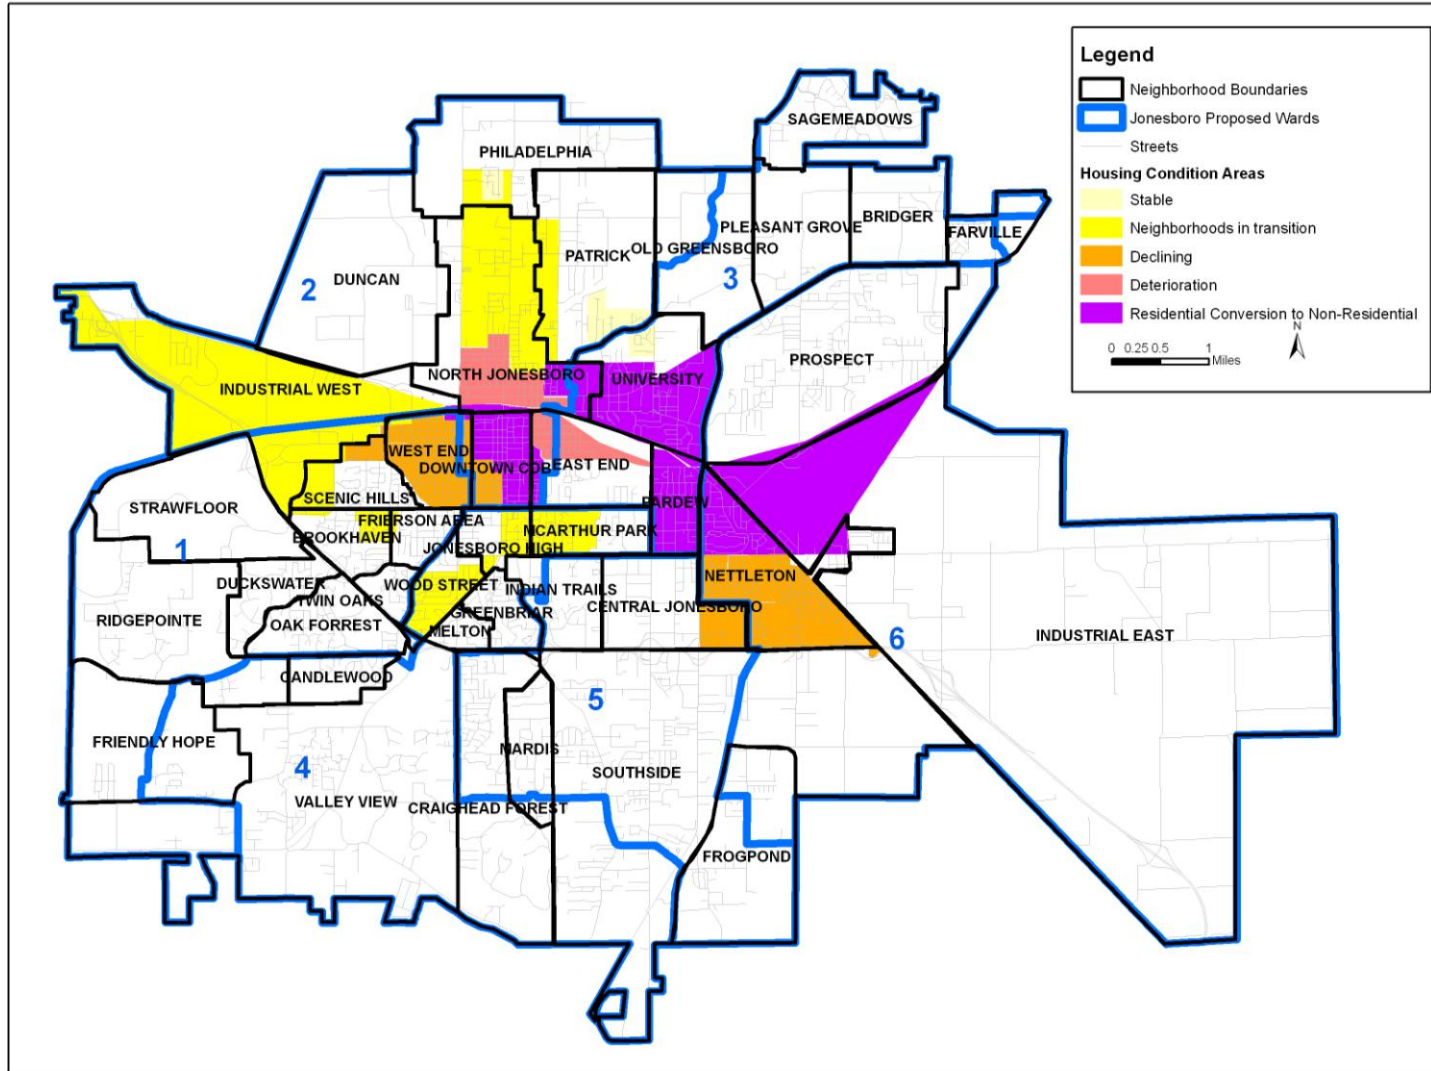 Legend
Neighborhood Boundaries
Jonesboro Proposed Wards
Streets
Housing Condition Areas
Stable
Neighborhoods in transition
Declining
Deterioration
Residential Conversion to Non-Residential
N
0 0.25 0.5 1
Miles
SAGEMEADOWS
PHILADELPHIA
BRIDGER
PLEASANT GROVE
FARVILLE
OLD GREENSBORO
PATRICK
DUNCAN
2
3
PROSPECT
NORTH JONESBORO
UNIVERSITY
INDUSTRIAL WEST
WEST END
DOWNTOWN COB
EAST END
SCENIC HILLS
STRAWFLOOR
PARDEW
FRIERSON AREA
MCARTHUR PARK
BROOKHAVEN
JONESBORO HIGH
1
NETTLETON
DUCKSWATER
WOOD STREET
INDIAN TRAILS
TWIN OAKS
CENTRAL JONESBORO
GREENBRIAR
RIDGEPOINTE
OAK FORREST
MELTON
6
INDUSTRIAL EAST
CANDLEWOOD
5
FRIENDLY HOPE
NARDIS
4
SOUTHSIDE
VALLEY VIEW
CRAIGHEAD FOREST
FROGPOND